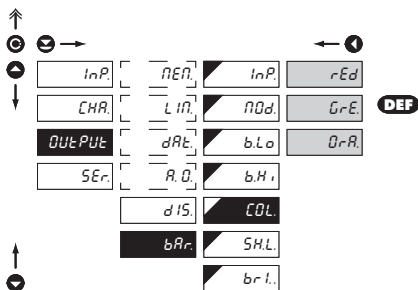 InP. MEM. InP. rEd
CHA. LIN. MOd. GrE. DEF
OUtPUt dAt. b.Lo OrA.
SEr. A.O. b.Hi
dIS. COL.
bAr. SH.L.
brI..